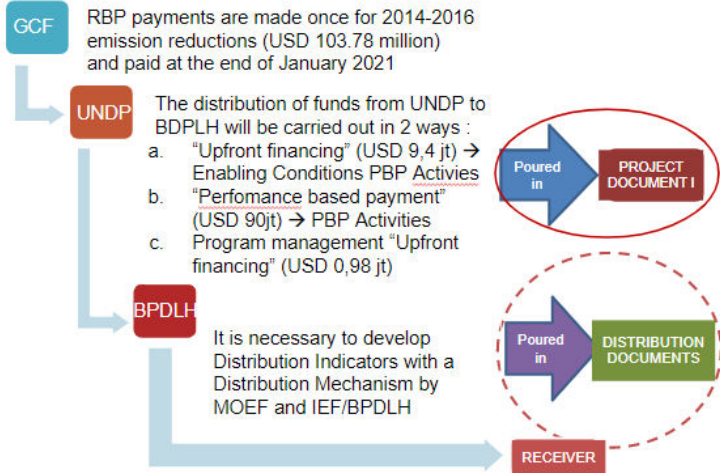 GCF
RBP payments are made once for 2014-2016
emission reductions (USD 103.78 million)
and paid at the end of January 2021
UNDP
The distribution of funds from UNDP to
BDPLH will be carried out in 2 ways :
a. “Upfront financing” (USD 9,4 jt) →
Enabling Conditions PBP Activies
b. “Perfomance based payment”
(USD 90jt) → PBP Activities
c. Program management “Upfront
financing” (USD 0,98 jt)
Poured
in
PROJECT
DOCUMENT I
BPDLH
It is necessary to develop
Distribution Indicators with a
Distribution Mechanism by
MOEF and IEF/BPDLH
Poured
in
DISTRIBUTION
DOCUMENTS
RECEIVER